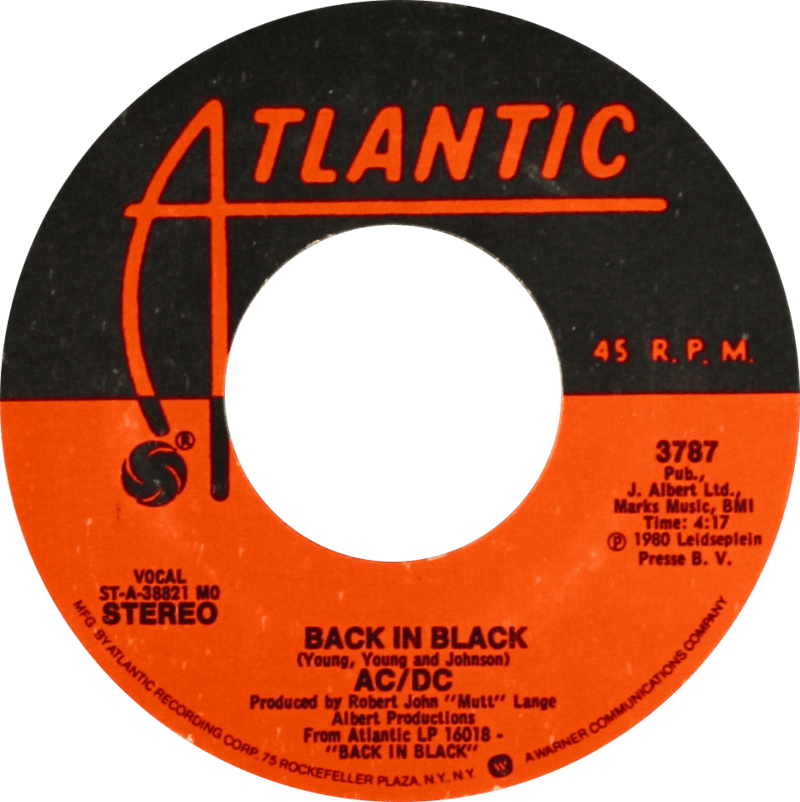 ATLANTIC
45 R.P.M.
®
3787
Pub.,
J. Albert Ltd.,
Marks Music, BMI
Time: 4:17
℗ 1980 Leidseplein
Presse B. V.
VOCAL
ST-A-38821 MO
STEREO
BACK IN BLACK
(Young, Young and Johnson)
AC/DC
Produced by Robert John "Mutt" Lange
Albert Productions
From Atlantic LP 16018 -
"BACK IN BLACK"
MFG. BY ATLANTIC RECORDING CORP. 75 ROCKEFELLER PLAZA, N.Y., N.Y. W A WARNER COMMUNICATIONS COMPANY